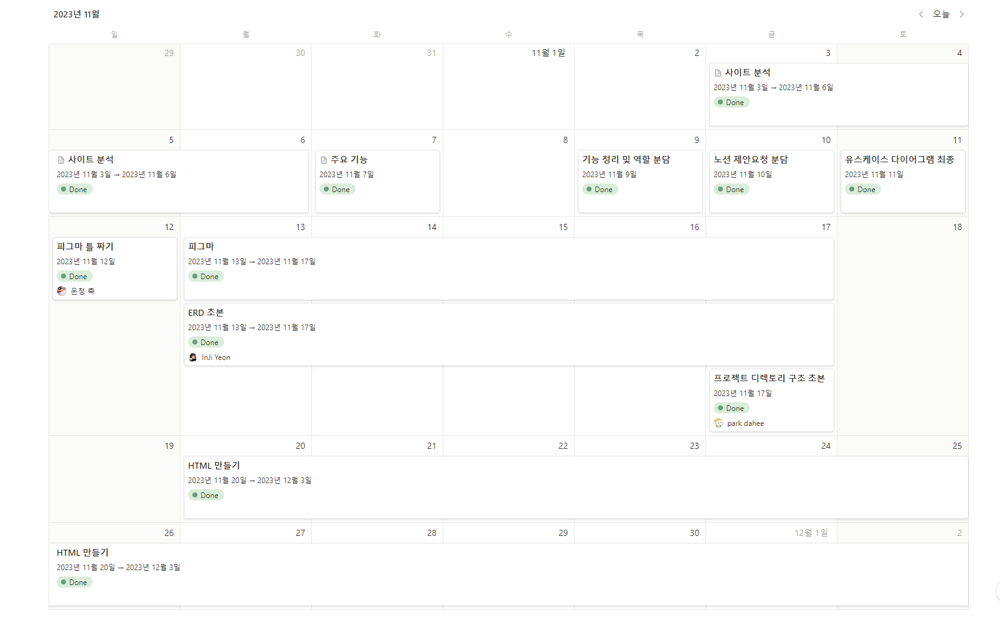 2023년 11월
오늘
일 월 화 수 목 금 토
29 30 31 11월 1일 2 3 4
사이트 분석
2023년 11월 3일 → 2023년 11월 6일
Done
5 6 7 8 9 10 11
사이트 분석
2023년 11월 3일 → 2023년 11월 6일
Done
주요 기능
2023년 11월 7일
Done
기능 정리 및 역할 분담
2023년 11월 9일
Done
노션 제안요청 분담
2023년 11월 10일
Done
유스케이스 다이어그램 최종
2023년 11월 11일
Done
12 13 14 15 16 17 18
피그마 틀 짜기
2023년 11월 12일
Done
온청 축
피그마
2023년 11월 13일 → 2023년 11월 17일
Done
ERD 초본
2023년 11월 13일 → 2023년 11월 17일
Done
InJi Yeon
프로젝트 디렉토리 구조 초본
2023년 11월 17일
Done
park dahee
19 20 21 22 23 24 25
HTML 만들기
2023년 11월 20일 → 2023년 12월 3일
Done
26 27 28 29 30 12월 1일 2
HTML 만들기
2023년 11월 20일 → 2023년 12월 3일
Done